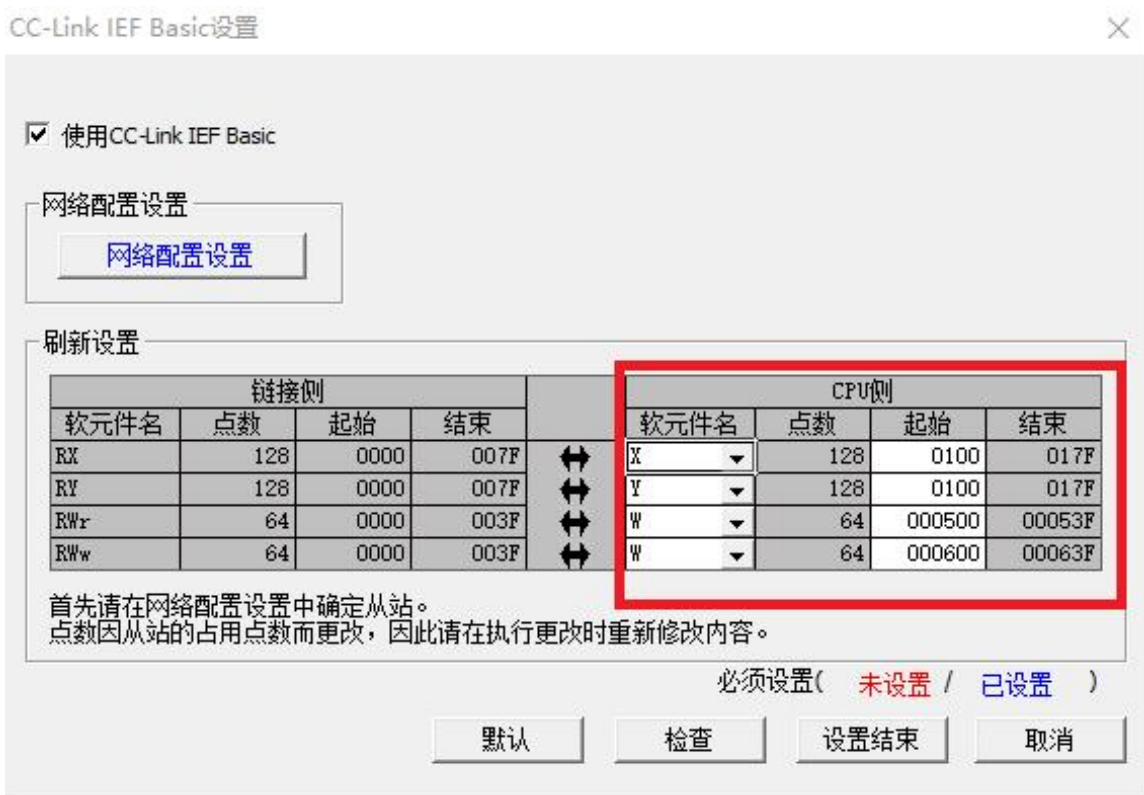 CC-Link IEF Basic设置
使用CC-Link IEF Basic
网络配置设置
网络配置设置
刷新设置
链接侧 CPU侧
软元件名 点数 起始 结束 软元件名 点数 起始 结束
RX 128 0000 007F X 128 0100 017F
RY 128 0000 007F Y 128 0100 017F
RWr 64 0000 003F W 64 000500 00053F
RWw 64 0000 003F W 64 000600 00063F
首先请在网络配置设置中确定从站。
点数因从站的占用点数而更改，因此请在执行更改时重新修改内容。
必须设置( 未设置 / 已设置 )
默认 检查 设置结束 取消